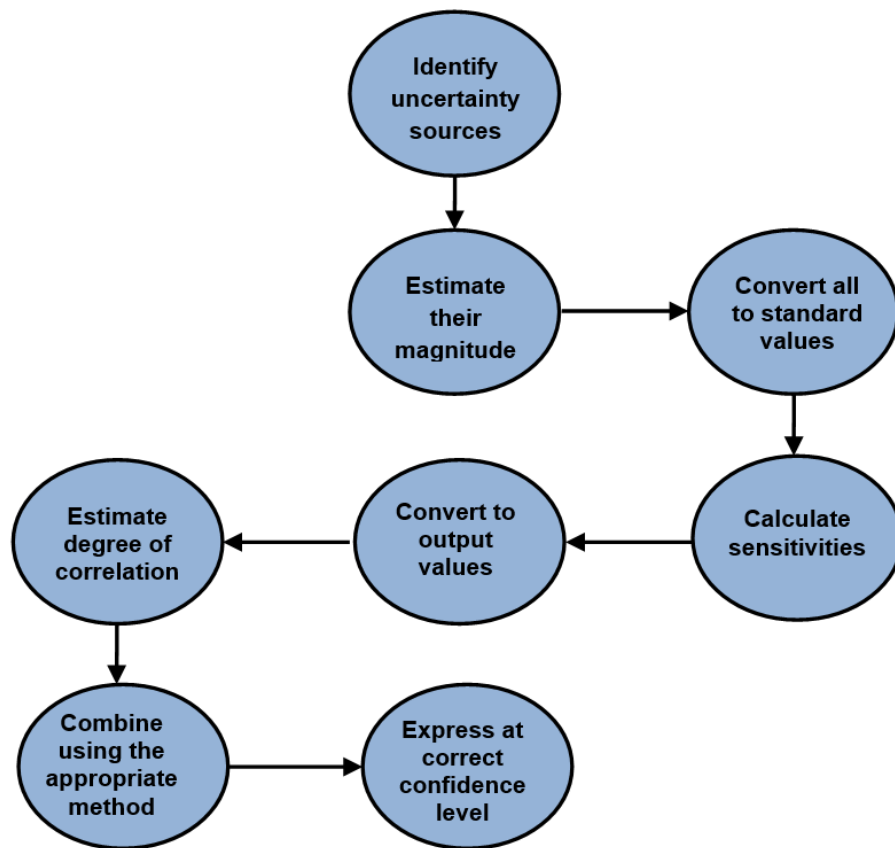 Identify
uncertainty
sources
Estimate
their
magnitude
Convert all
to standard
values
Calculate
sensitivities
Convert to
output
values
Estimate
degree of
correlation
Combine
using the
appropriate
method
Express at
correct
confidence
level